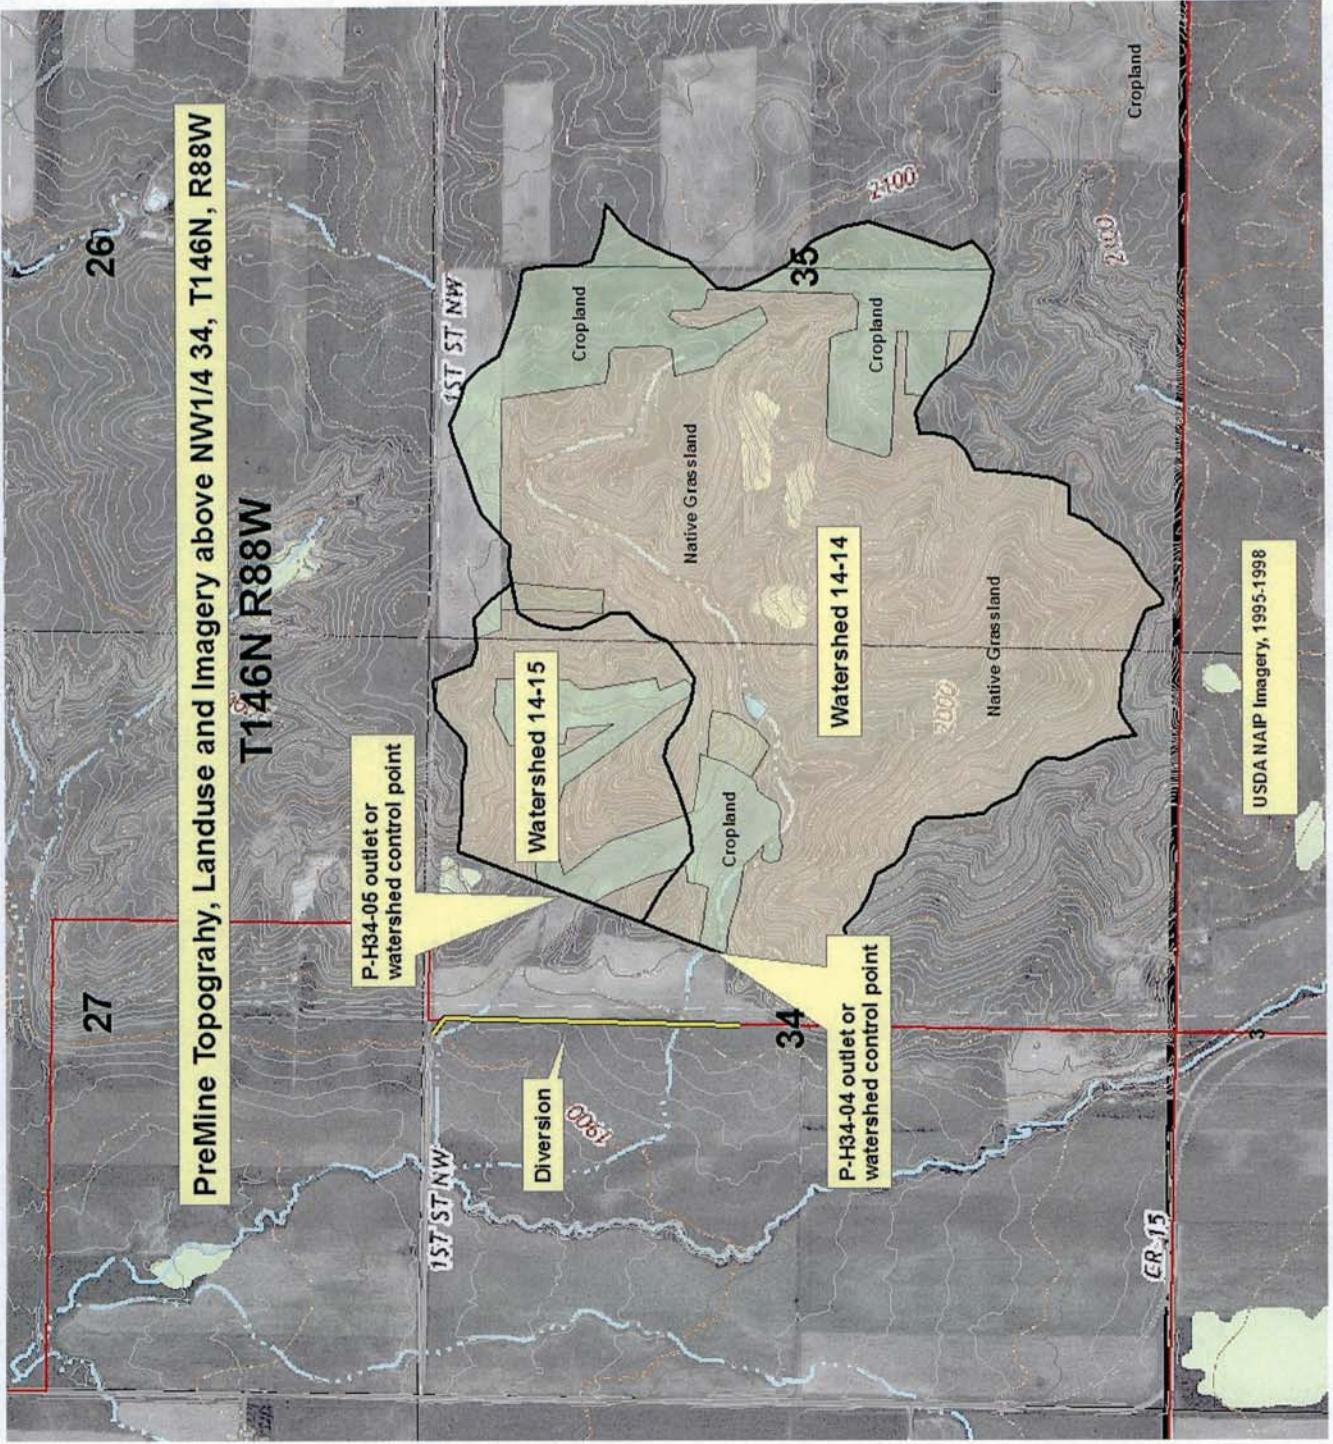 PreMine Topograhy, Landuse and Imagery above NW1/4 34, T146N, R88W
T146N R88W
26
27
1ST ST NW
P-H34-05 outlet or
watershed control point
Watershed 14-15
Cropland
Cropland
2100
2100
35
Cropland
Native Grassland
Watershed 14-14
Native Grassland
2000
Cropland
Diversion
1900
34
P-H34-04 outlet or
watershed control point
1ST ST NW
CR 15
3
USDA NAIP Imagery, 1995-1998